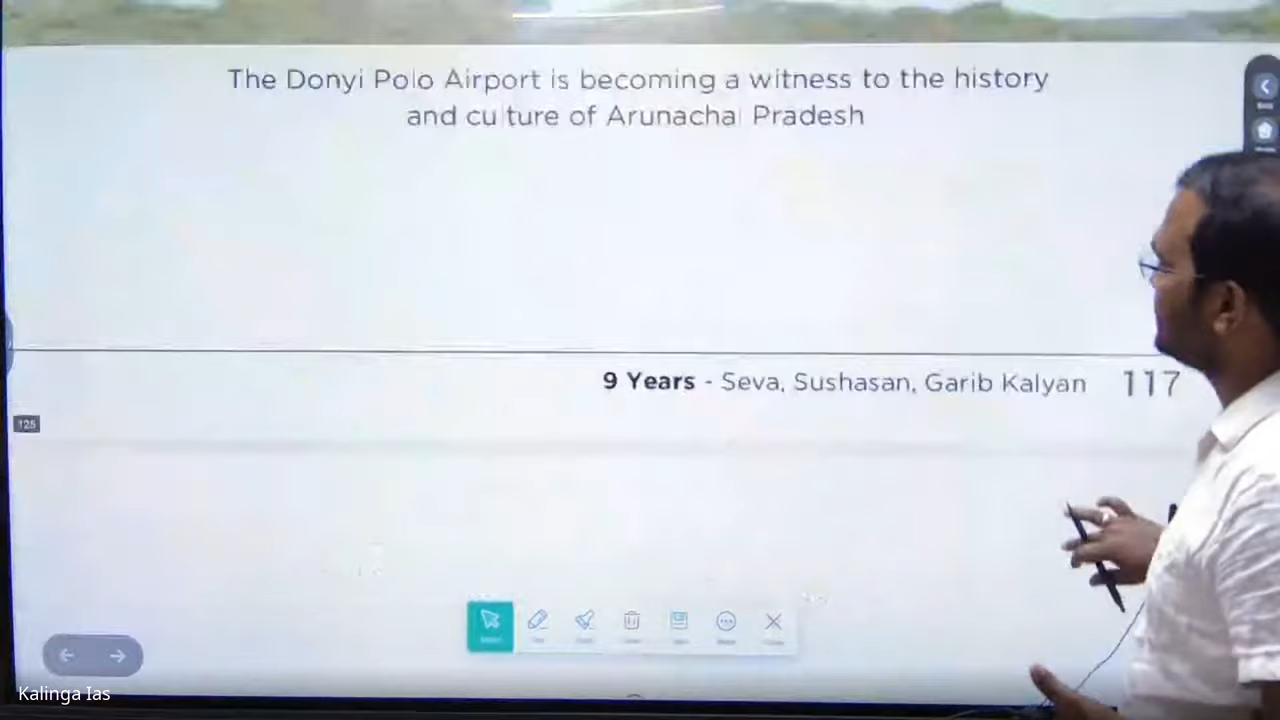 The Donyi Polo Airport is becoming a witness to the history
and culture of Arunachal Pradesh
9 Years - Seva, Sushasan, Garib Kalyan 117
125
Kalinga Ias